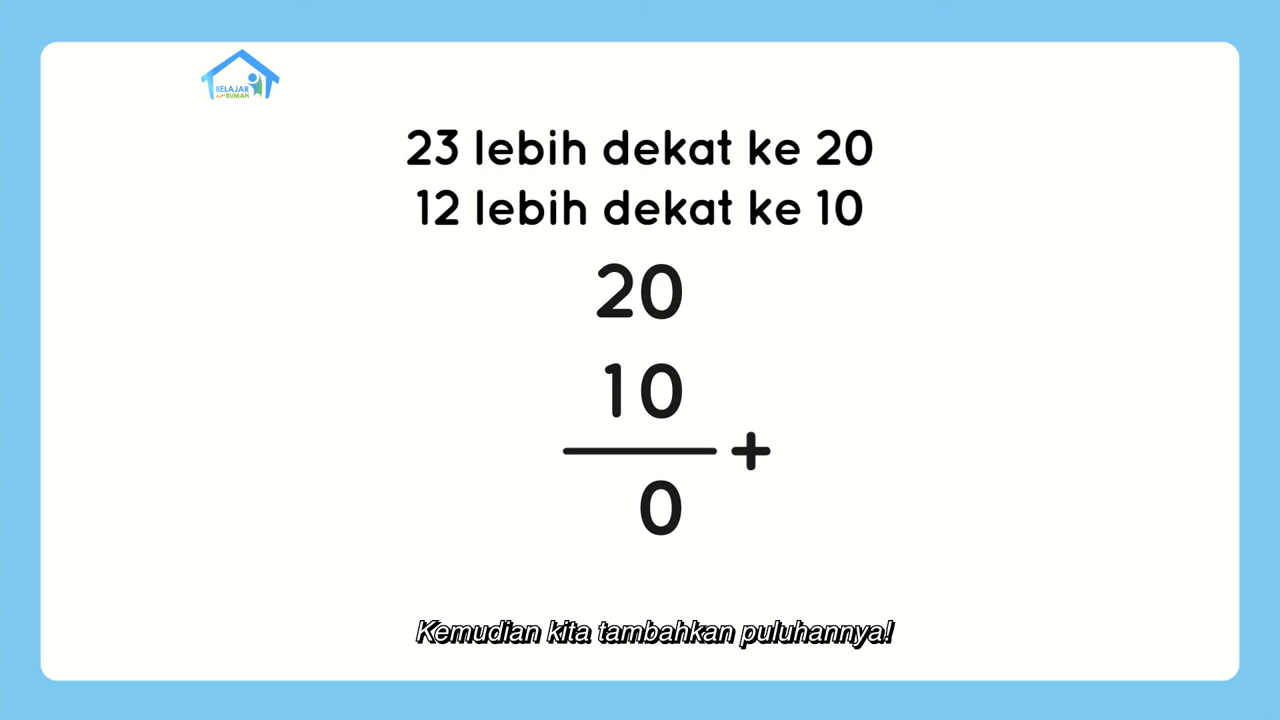 BELAJAR
dari RUMAH
23 lebih dekat ke 20
12 lebih dekat ke 10
20
10
+
0
Kemudian kita tambahkan puluhannya!